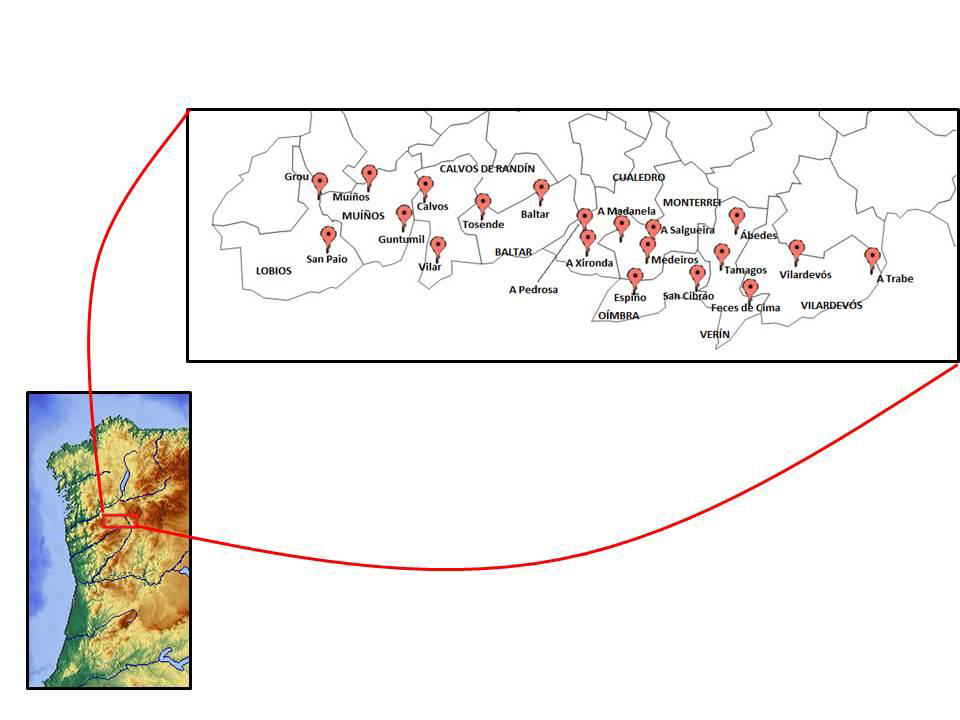 CALVOS DE RANDÍN
Grou
CUALEDRO
Muíños
Calvos
MONTERREI
MUÍÑOS
Baltar
A Madanela
Tosende
A Salgueira
Guntumil
Ábedes
BALTAR
San Paio
Vilar
A Xironda
Medeiros
LOBIOS
Tamagos
Vilardevós
A Trabe
A Pedrosa
Espiño
San Cibrao
Feces de Cima
VILARDEVÓS
OÍMBRA
VERÍN